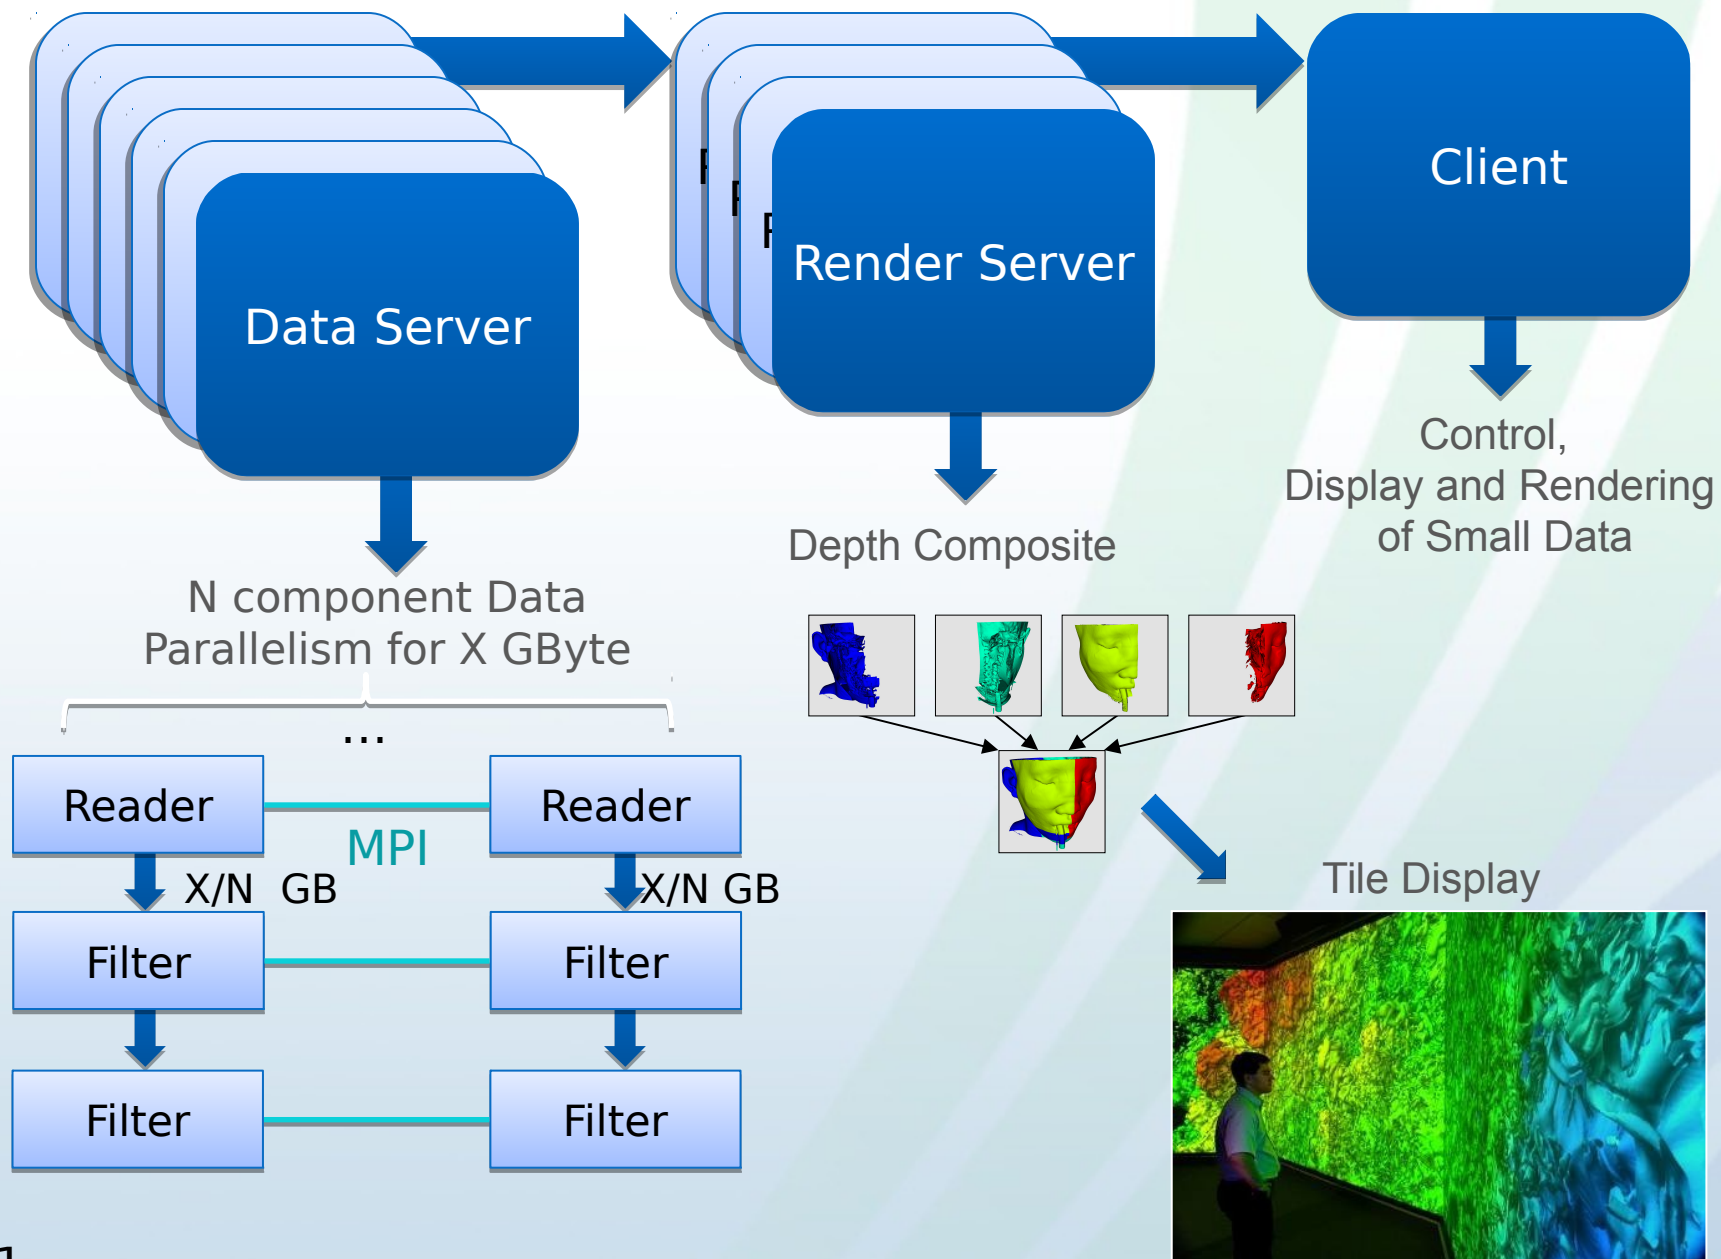 Data Server
Render Server
Client
Control,
Display and Rendering
of Small Data
Depth Composite
N component Data
Parallelism for X GByte
...
Reader
Reader
MPI
X/N GB
X/N GB
Filter
Filter
Filter
Filter
Tile Display